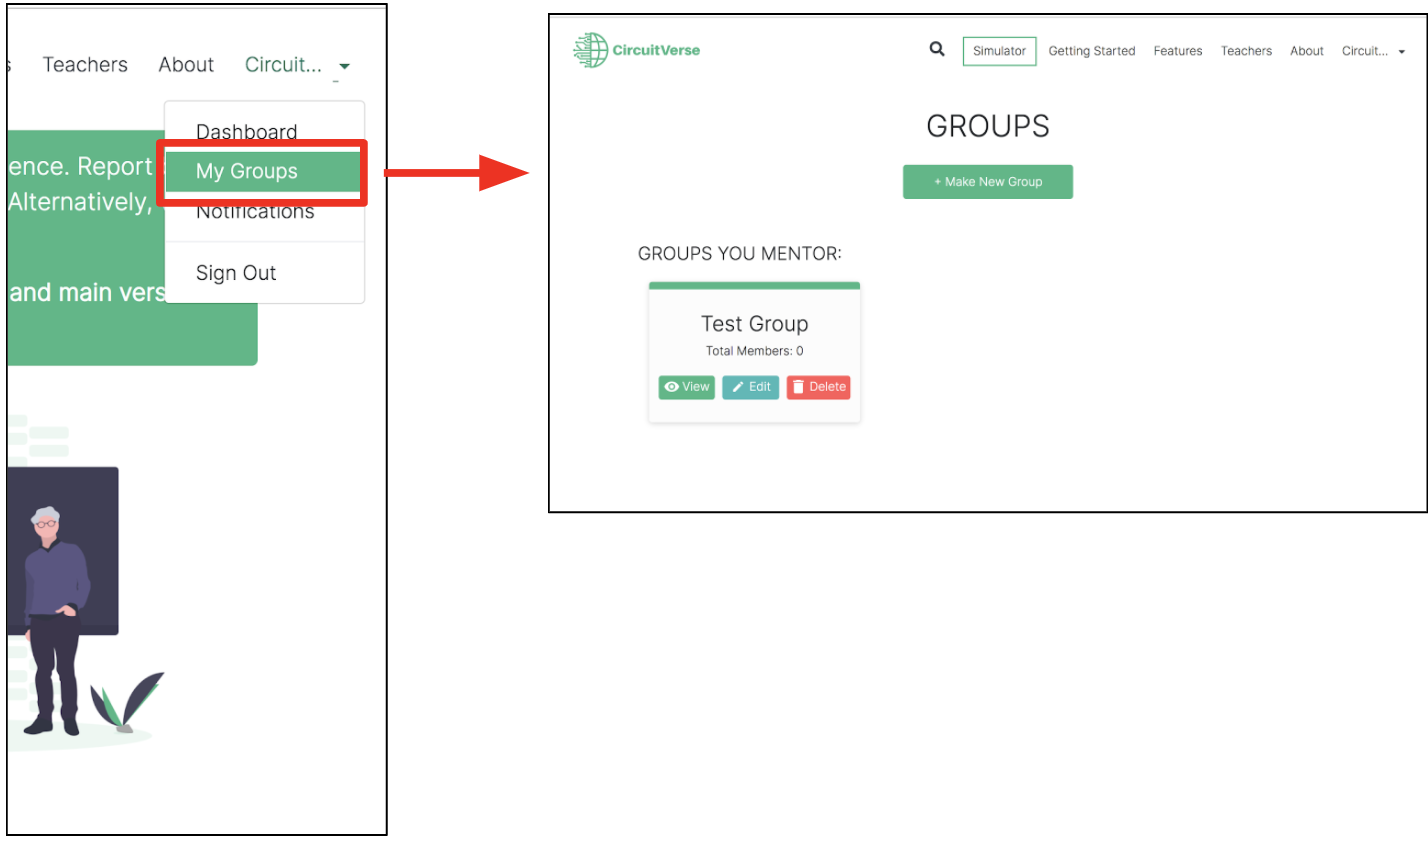 Teachers About Circuit...
Dashboard
My Groups
Notifications
Sign Out
ence. Report
Alternatively,
and main vers
CircuitVerse
Simulator Getting Started Features Teachers About Circuit...
GROUPS
+ Make New Group
GROUPS YOU MENTOR:
Test Group
Total Members: 0
View Edit Delete